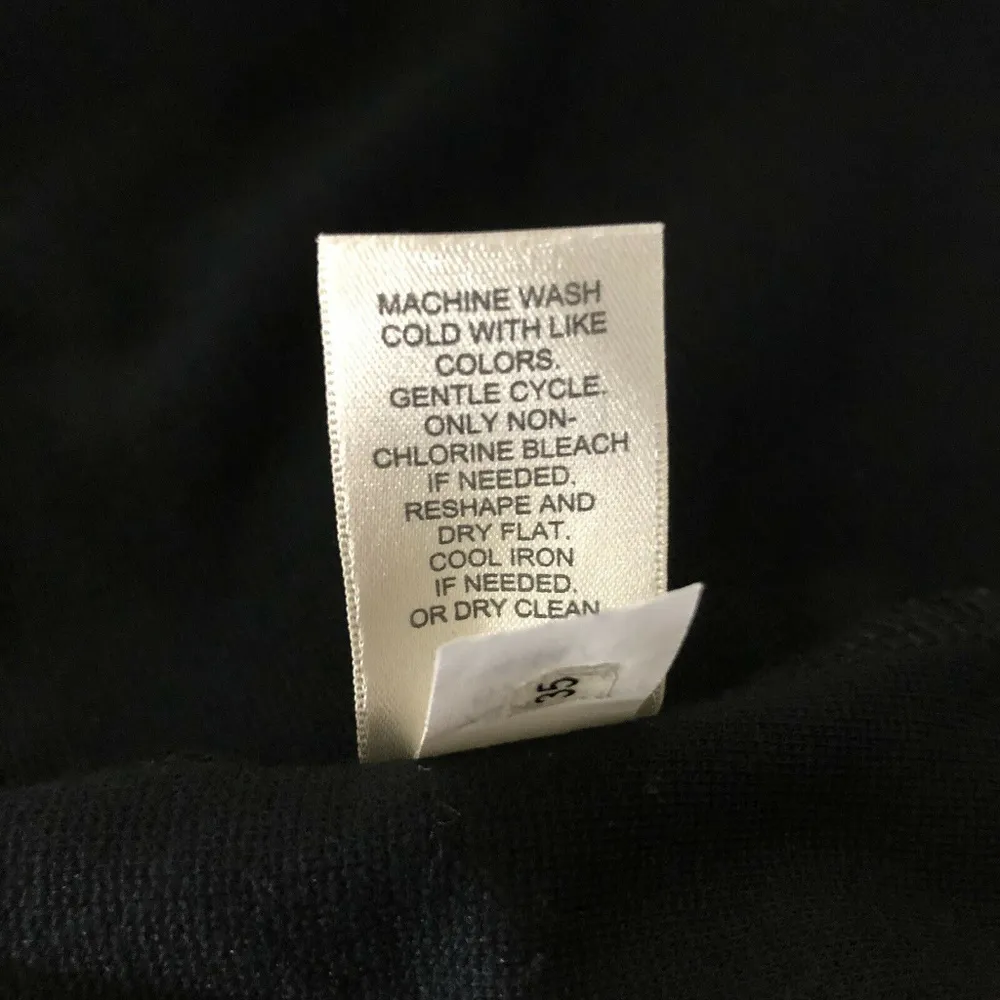 MACHINE WASH
COLD WITH LIKE
COLORS.
GENTLE CYCLE.
ONLY NON-
CHLORINE BLEACH
IF NEEDED.
RESHAPE AND
DRY FLAT.
COOL IRON
IF NEEDED.
OR DRY CLEAN
35